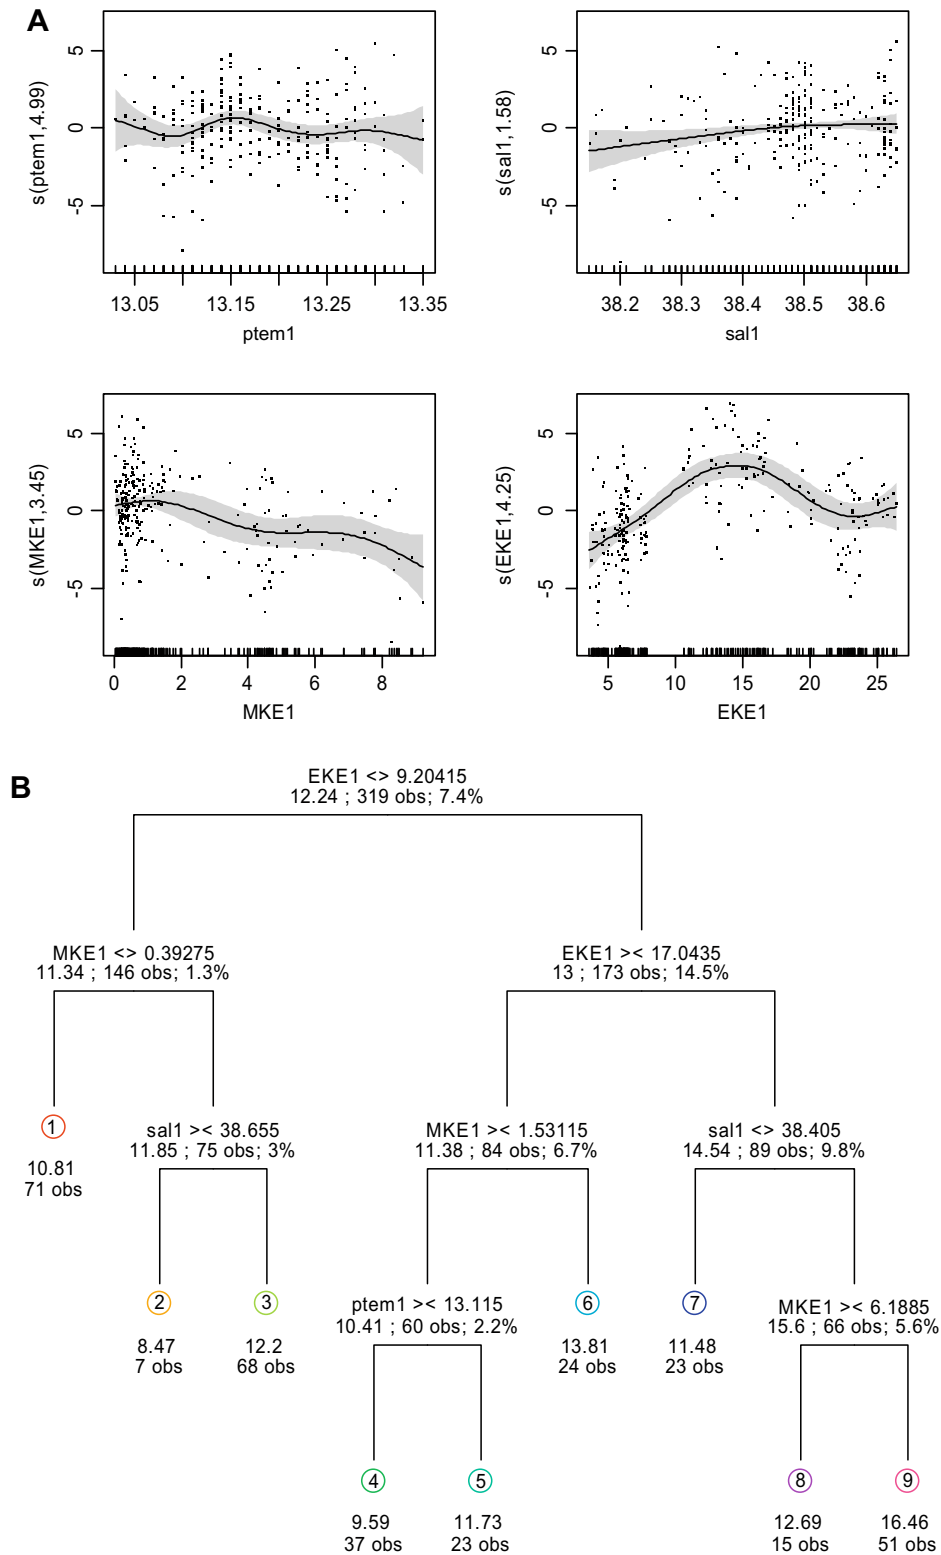 A
5
0
-5
s(ptem1,4.99)
13.05 13.15 13.25 13.35
ptem1
5
0
-5
s(sal1,1.58)
38.2 38.3 38.4 38.5 38.6
sal1
5
0
-5
s(MKE1,3.45)
0 2 4 6 8
MKE1
5
0
-5
s(EKE1,4.25)
5 10 15 20 25
EKE1
B
EKE1 <> 9.20415
12.24 ; 319 obs; 7.4%
MKE1 <> 0.39275
11.34 ; 146 obs; 1.3%
EKE1 >< 17.0435
13 ; 173 obs; 14.5%
1
10.81
71 obs
sal1 >< 38.655
11.85 ; 75 obs; 3%
MKE1 >< 1.53115
11.38 ; 84 obs; 6.7%
sal1 <> 38.405
14.54 ; 89 obs; 9.8%
2
8.47
7 obs
3
12.2
68 obs
ptem1 >< 13.115
10.41 ; 60 obs; 2.2%
6
13.81
24 obs
7
11.48
23 obs
MKE1 >< 6.1885
15.6 ; 66 obs; 5.6%
4
9.59
37 obs
5
11.73
23 obs
8
12.69
15 obs
9
16.46
51 obs